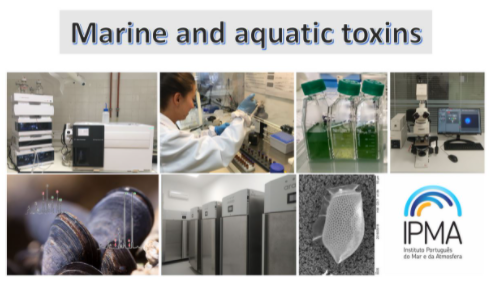 Marine and aquatic toxins
IPMA
Instituto Português
do Mar e da Atmosfera